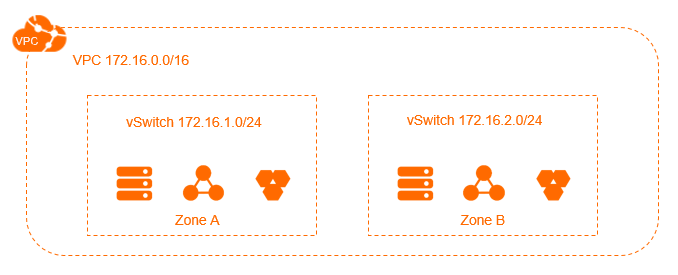 VPC
VPC 172.16.0.0/16
vSwitch 172.16.1.0/24
vSwitch 172.16.2.0/24
Zone A
Zone B